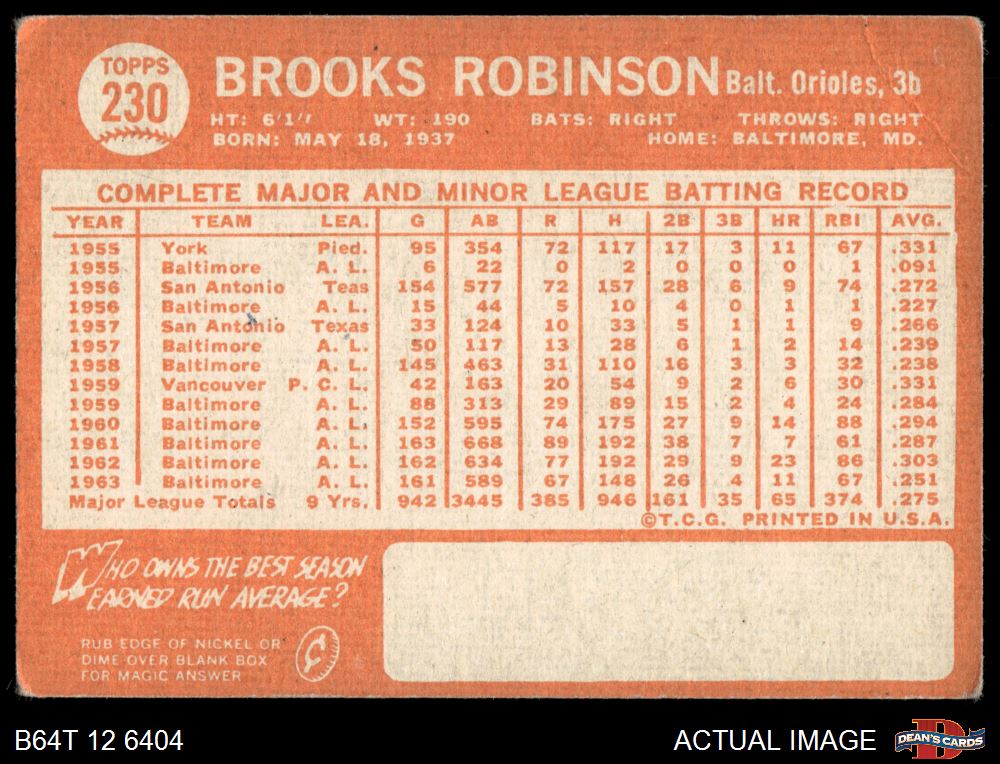 TOPPS
230
BROOKS ROBINSON Balt. Orioles, 3b
HT: 6'1" WT: 190 BATS: RIGHT THROWS: RIGHT
BORN: MAY 18, 1937 HOME: BALTIMORE, MD.
COMPLETE MAJOR AND MINOR LEAGUE BATTING RECORD
YEAR TEAM LEA. G AB R H 2B 3B HR RBI AVG.
1955 York Pied. 95 354 72 117 17 3 11 67 .331
1955 Baltimore A. L. 6 22 0 2 0 0 0 1 .091
1956 San Antonio Teas 154 577 72 157 28 6 9 74 .272
1956 Baltimore A. L. 15 44 5 10 4 0 1 1 .227
1957 San Antonio Texas 33 124 10 33 5 1 1 9 .266
1957 Baltimore A. L. 50 117 13 28 6 1 2 14 .239
1958 Baltimore A. L. 145 463 31 110 16 3 3 32 .238
1959 Vancouver P. C. L. 42 163 20 54 9 2 6 30 .331
1959 Baltimore A. L. 88 313 29 89 15 2 4 24 .284
1960 Baltimore A. L. 152 595 74 175 27 9 14 88 .294
1961 Baltimore A. L. 163 668 89 192 38 7 7 61 .287
1962 Baltimore A. L. 162 634 77 192 29 9 23 86 .303
1963 Baltimore A. L. 161 589 67 148 26 4 11 67 .251
Major League Totals 9 Yrs. 942 3445 385 946 161 35 65 374 .275
©T.C.G. PRINTED IN U.S.A.
WHO OWNS THE BEST SEASON
EARNED RUN AVERAGE?
RUB EDGE OF NICKEL OR
DIME OVER BLANK BOX
FOR MAGIC ANSWER
¢
B64T 12 6404 ACTUAL IMAGE
D
DEAN'S CARDS